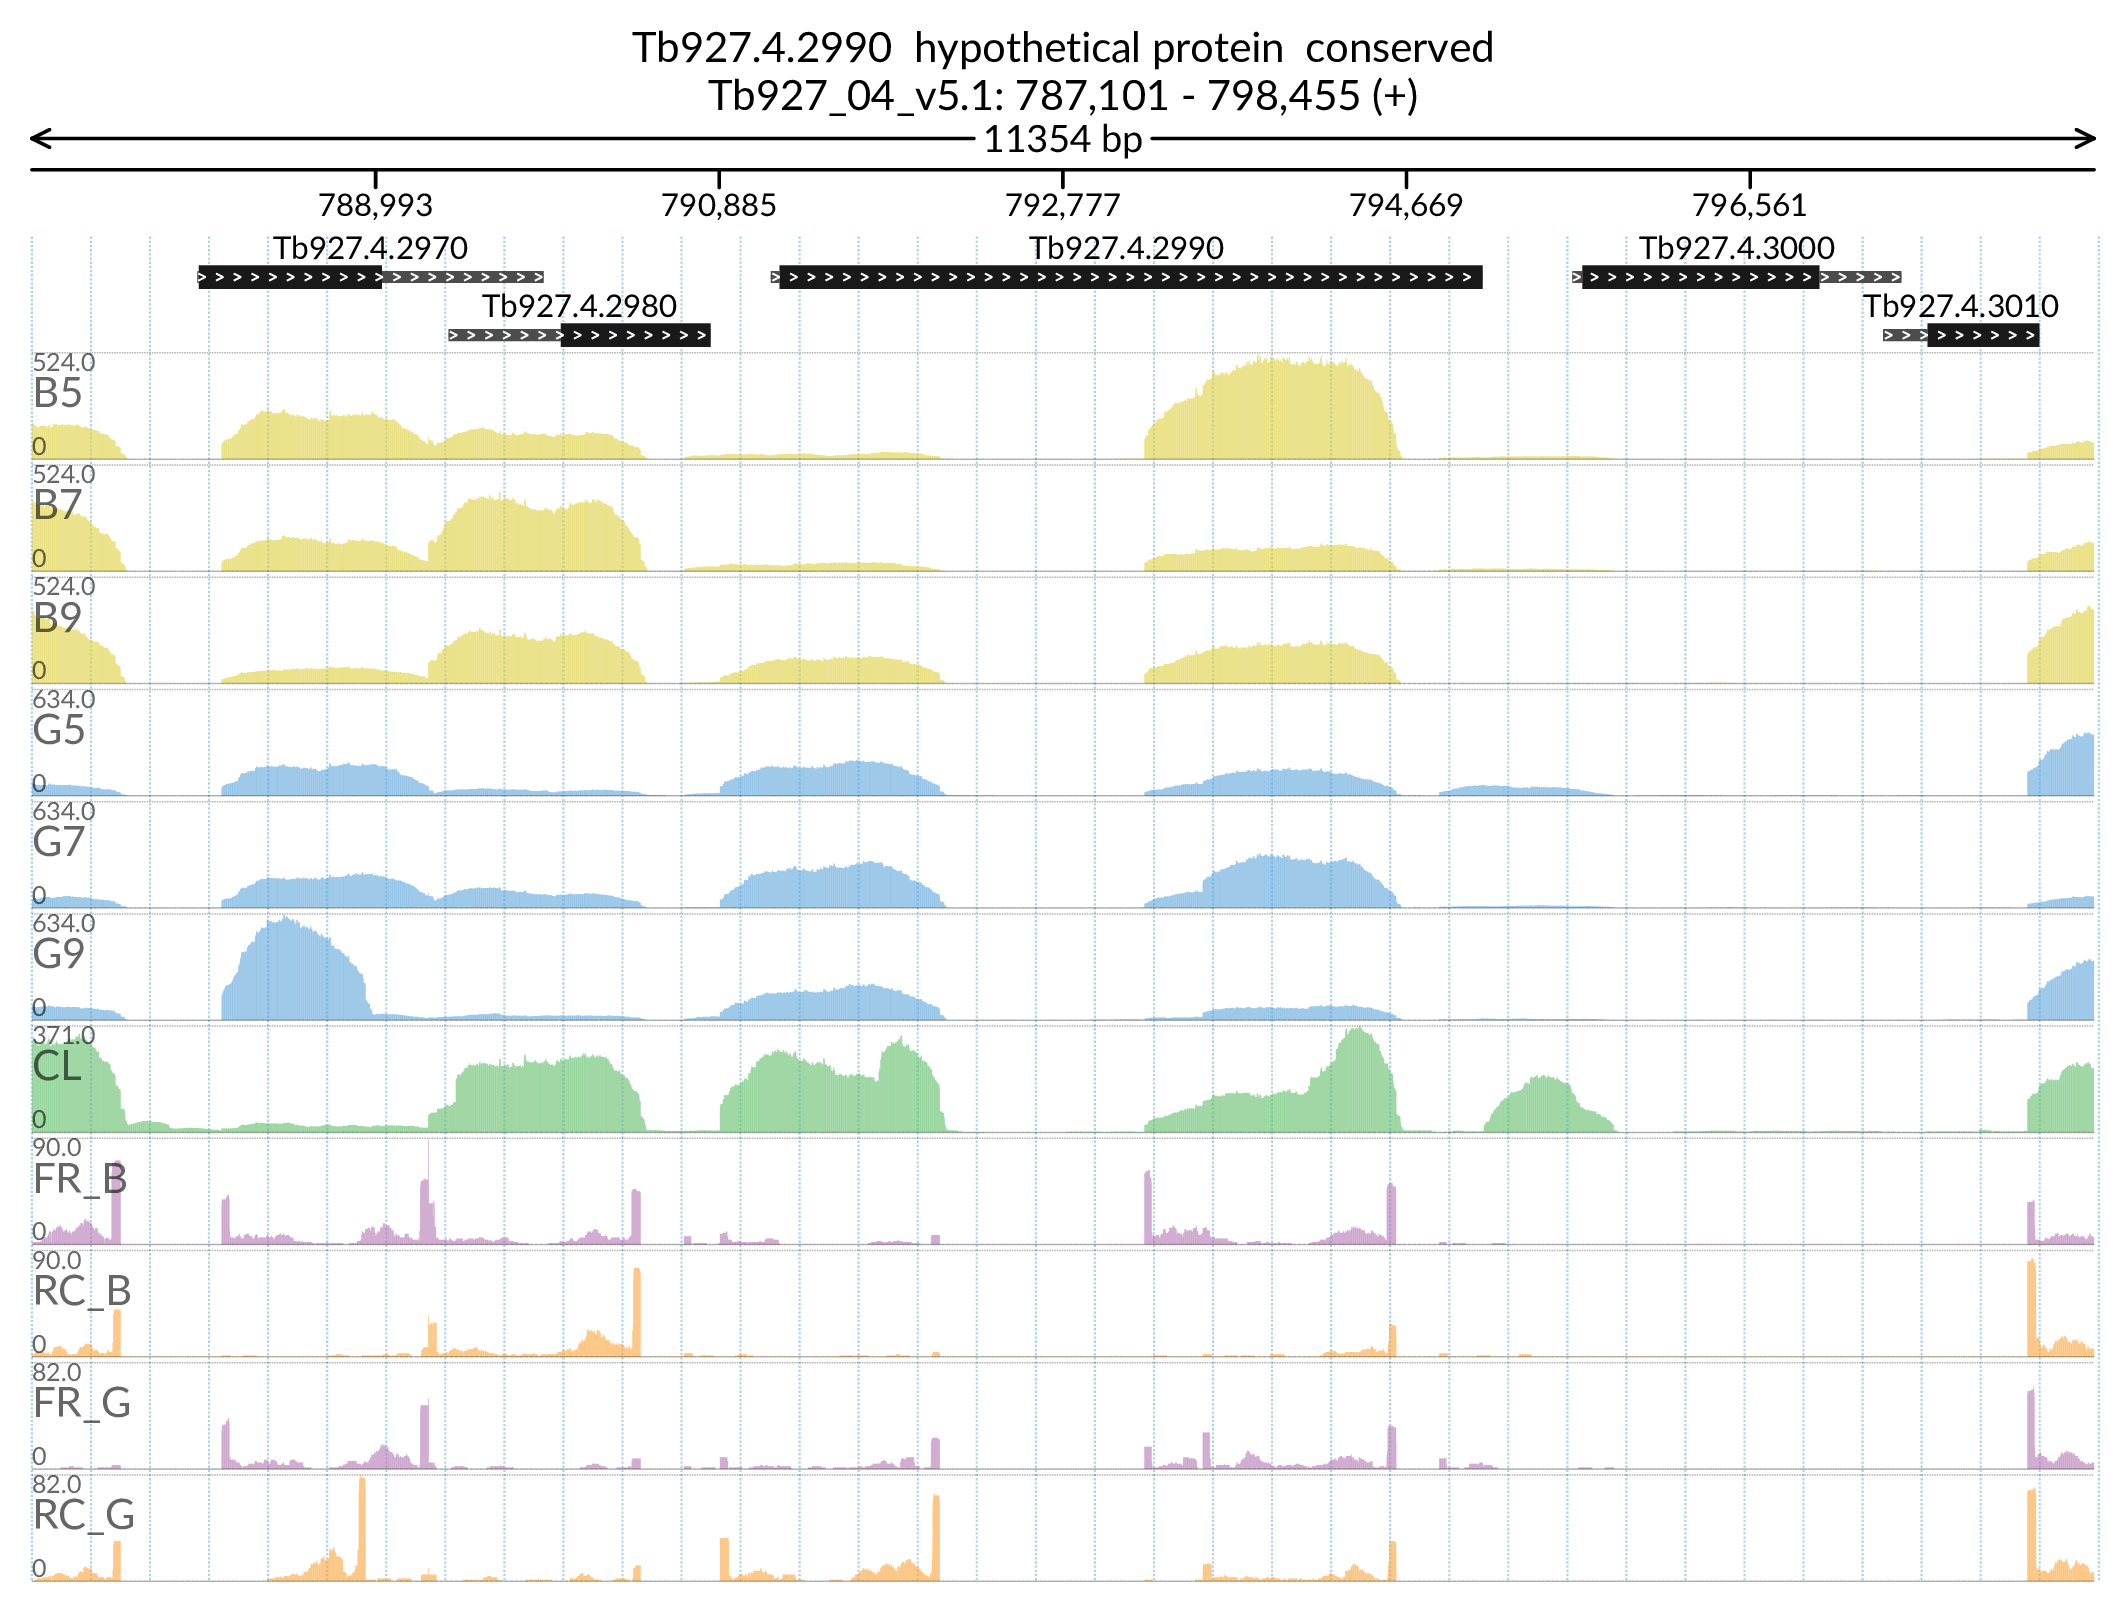 Tb927.4.2990  hypothetical protein  conserved
Tb927_04_v5.1: 787,101 - 798,455 (+)
11354 bp
788,993 790,885 792,777 794,669 796,561
Tb927.4.2970 Tb927.4.2990 Tb927.4.3000
Tb927.4.2980 Tb927.4.3010
524.0
B5
0
524.0
B7
0
524.0
B9
0
634.0
G5
0
634.0
G7
0
634.0
G9
0
371.0
CL
0
90.0
FR_B
0
90.0
RC_B
0
82.0
FR_G
0
82.0
RC_G
0